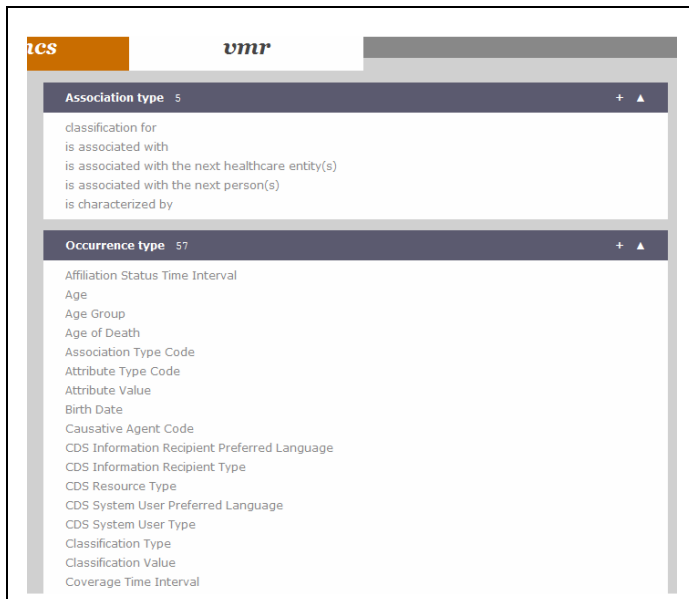 vmr
Association type 5 + ▲
classification for
is associated with
is associated with the next healthcare entity(s)
is associated with the next person(s)
is characterized by
Occurrence type 57 + ▲
Affiliation Status Time Interval
Age
Age Group
Age of Death
Association Type Code
Attribute Type Code
Attribute Value
Birth Date
Causative Agent Code
CDS Information Recipient Preferred Language
CDS Information Recipient Type
CDS Resource Type
CDS System User Preferred Language
CDS System User Type
Classification Type
Classification Value
Coverage Time Interval